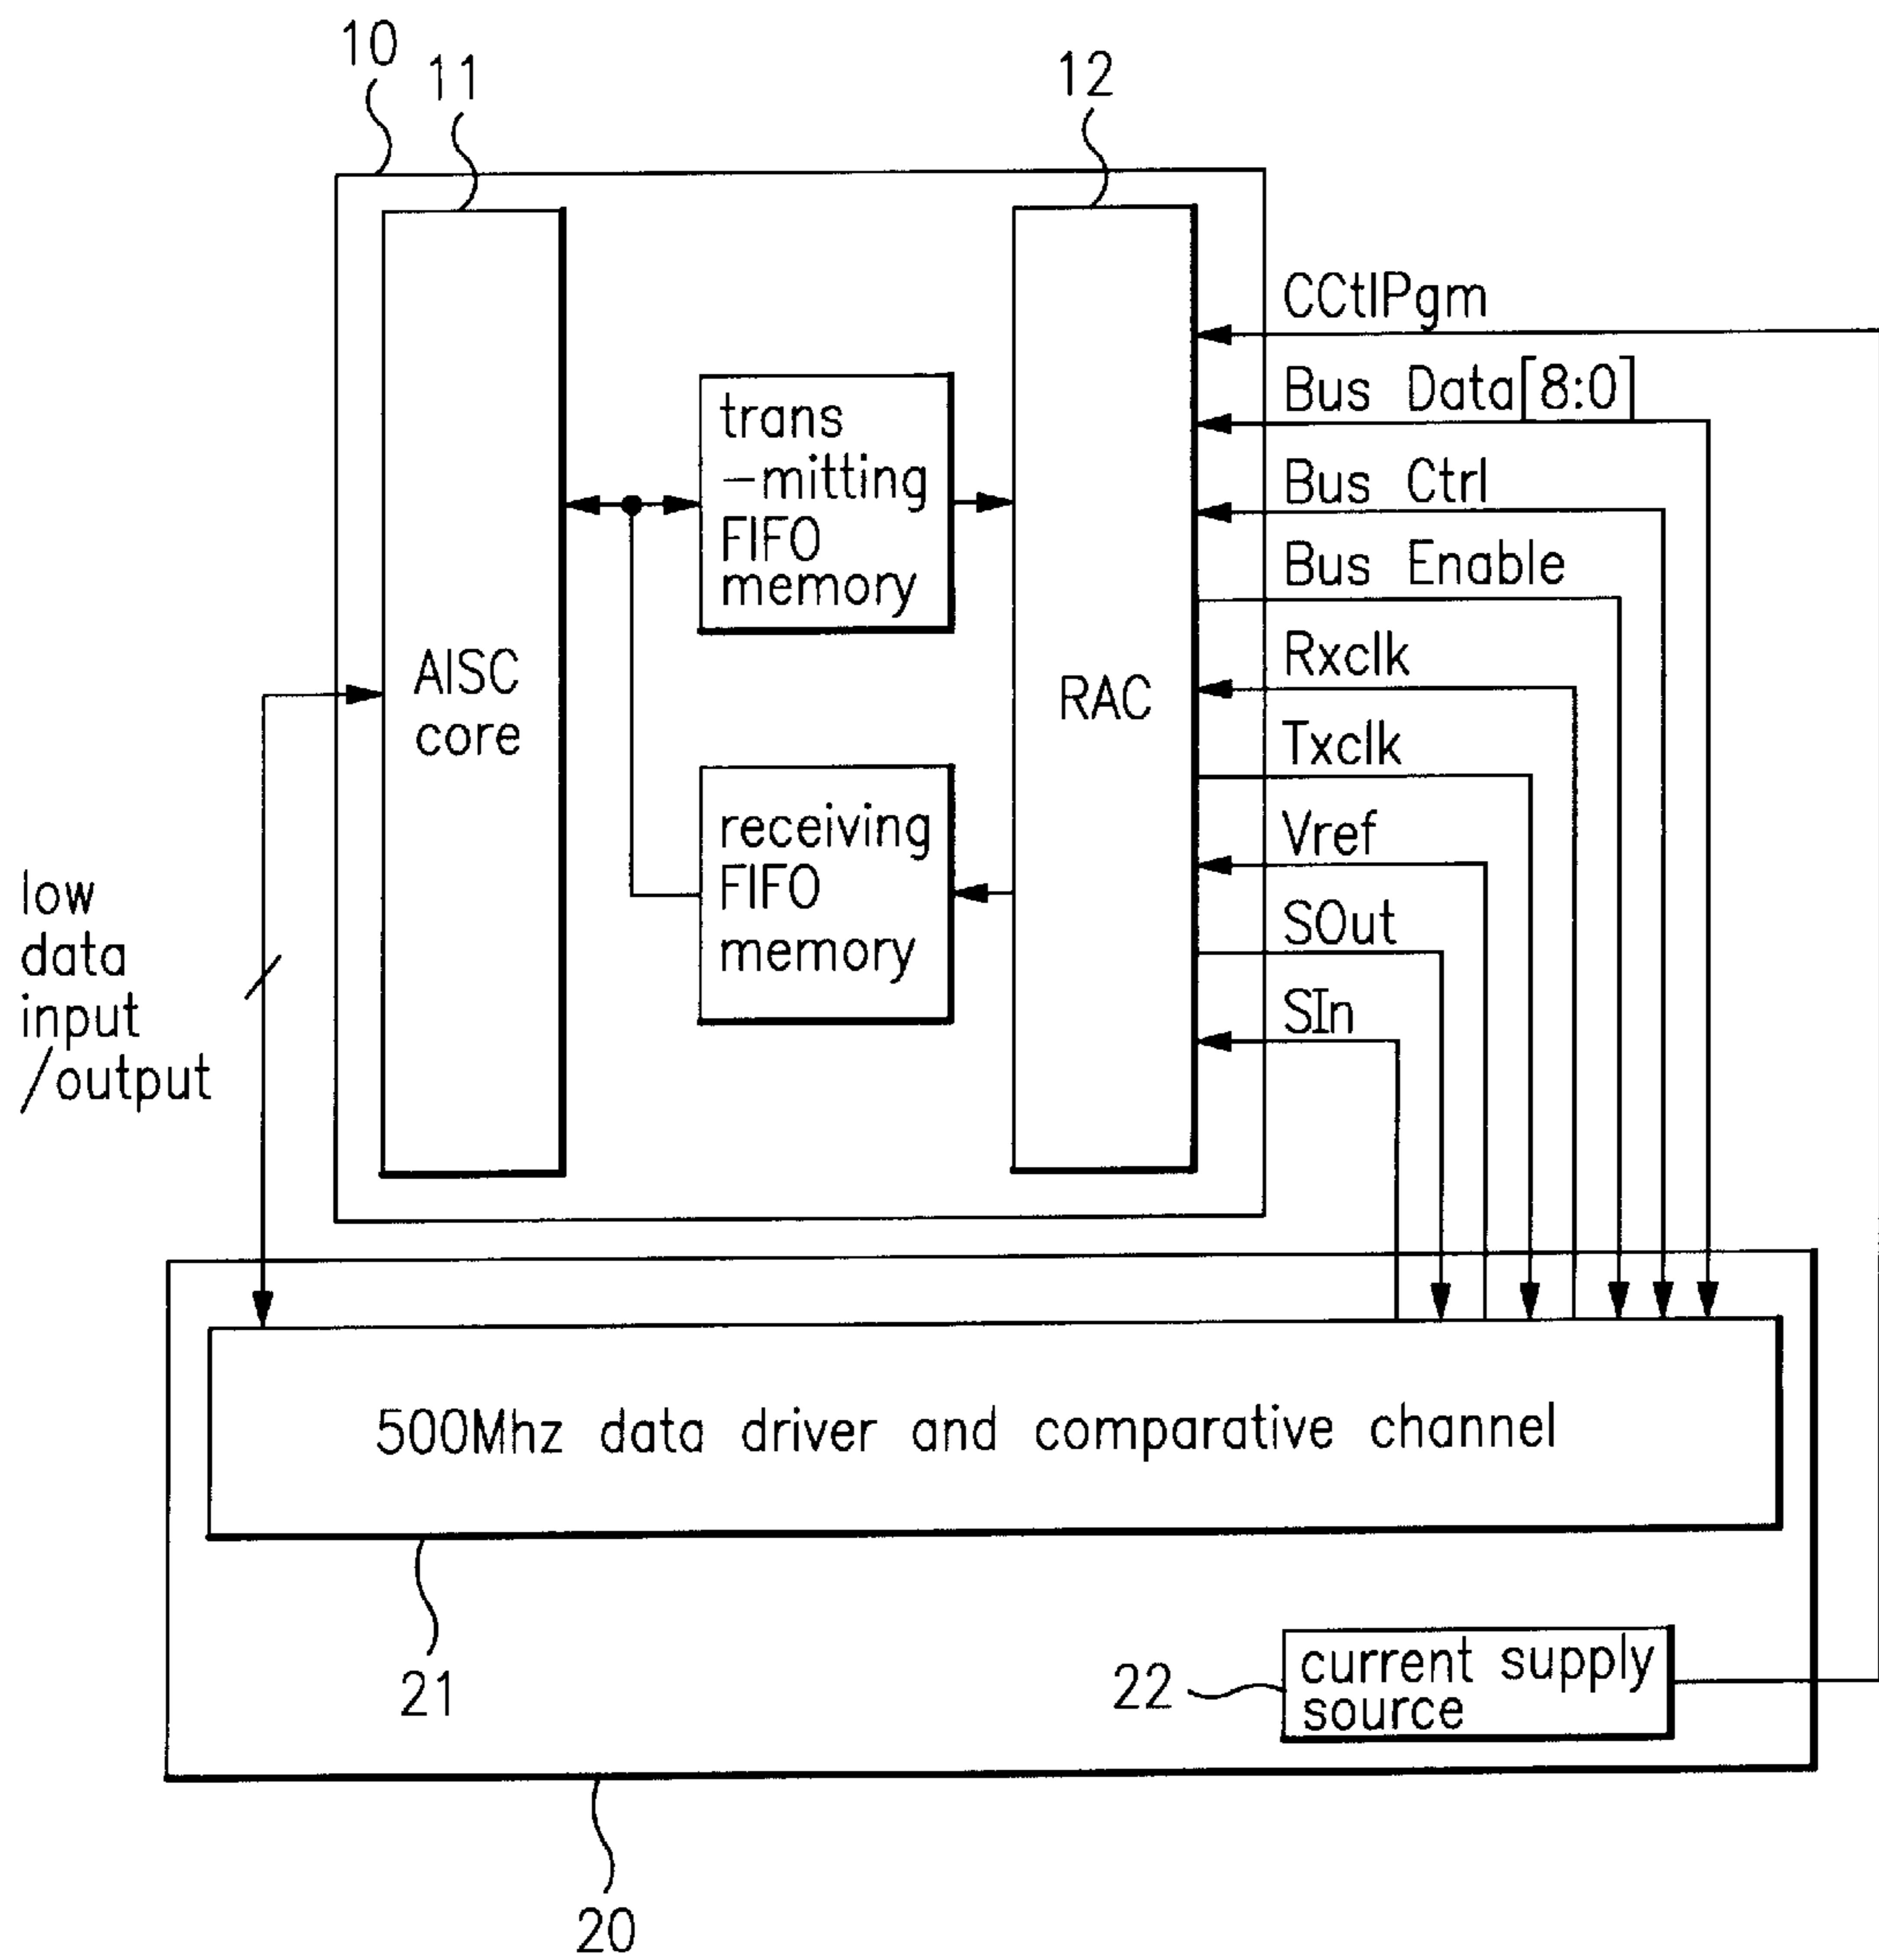 10
11
12
CCtlPgm
Bus Data[8:0]
Bus Ctrl
Bus Enable
Rxclk
Txclk
Vref
SOut
SIn
trans
-mitting
FIFO
memory
AISC
core
RAC
receiving
FIFO
memory
low
data
input
/output
500Mhz data driver and comparative channel
21
22
current supply
source
20